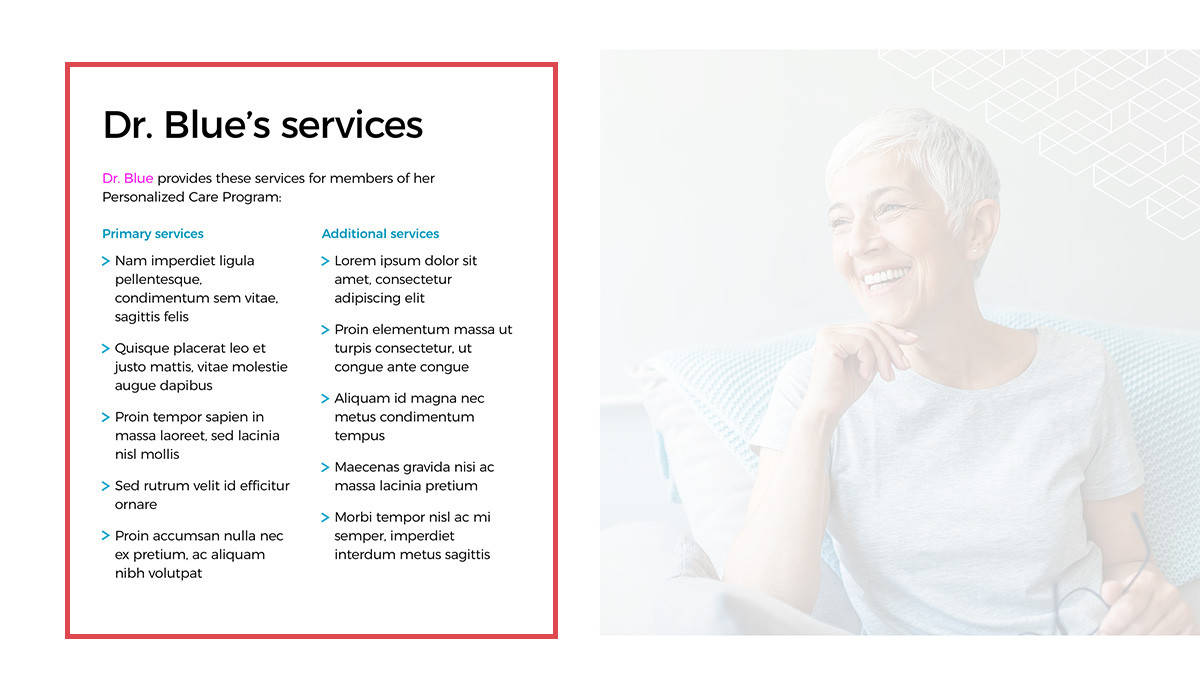 Dr. Blue’s services
Dr. Blue provides these services for members of her
Personalized Care Program:
Primary services
Nam imperdiet ligula
pellentesque,
condimentum sem vitae,
sagittis felis
Quisque placerat leo et
justo mattis, vitae molestie
augue dapibus
Proin tempor sapien in
massa laoreet, sed lacinia
nisl mollis
Sed rutrum velit id efficitur
ornare
Proin accumsan nulla nec
ex pretium, ac aliquam
nibh volutpat
Additional services
Lorem ipsum dolor sit
amet, consectetur
adipiscing elit
Proin elementum massa ut
turpis consectetur, ut
congue ante congue
Aliquam id magna nec
metus condimentum
tempus
Maecenas gravida nisi ac
massa lacinia pretium
Morbi tempor nisl ac mi
semper, imperdiet
interdum metus sagittis